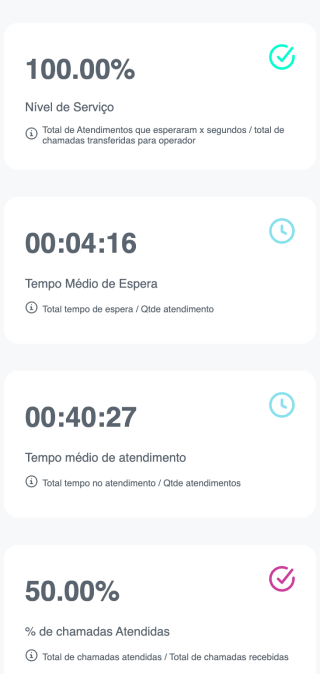 100.00%
Nível de Serviço
Total de Atendimentos que esperaram x segundos / total de
chamadas transferidas para operador
00:04:16
Tempo Médio de Espera
Total tempo de espera / Qtde atendimento
00:40:27
Tempo médio de atendimento
Total tempo no atendimento / Qtde atendimentos
50.00%
% de chamadas Atendidas
Total de chamadas atendidas / Total de chamadas recebidas